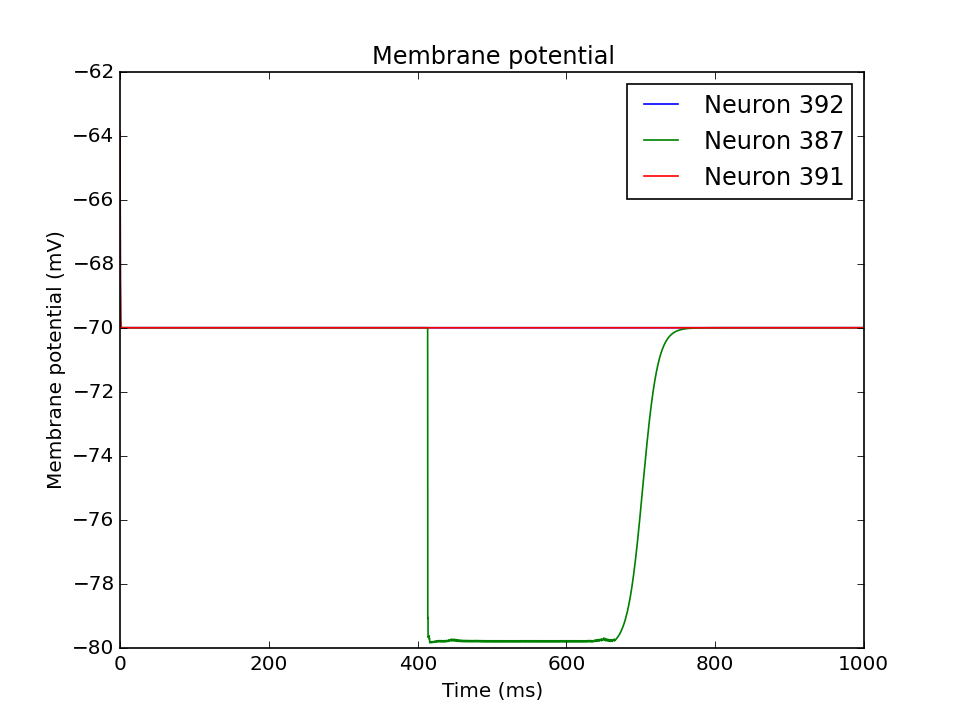 Membrane potential
−62
−64
−66
−68
−70
−72
−74
−76
−78
−80
Membrane potential (mV)
Neuron 392
Neuron 387
Neuron 391
0
200
400
600
800
1000
Time (ms)